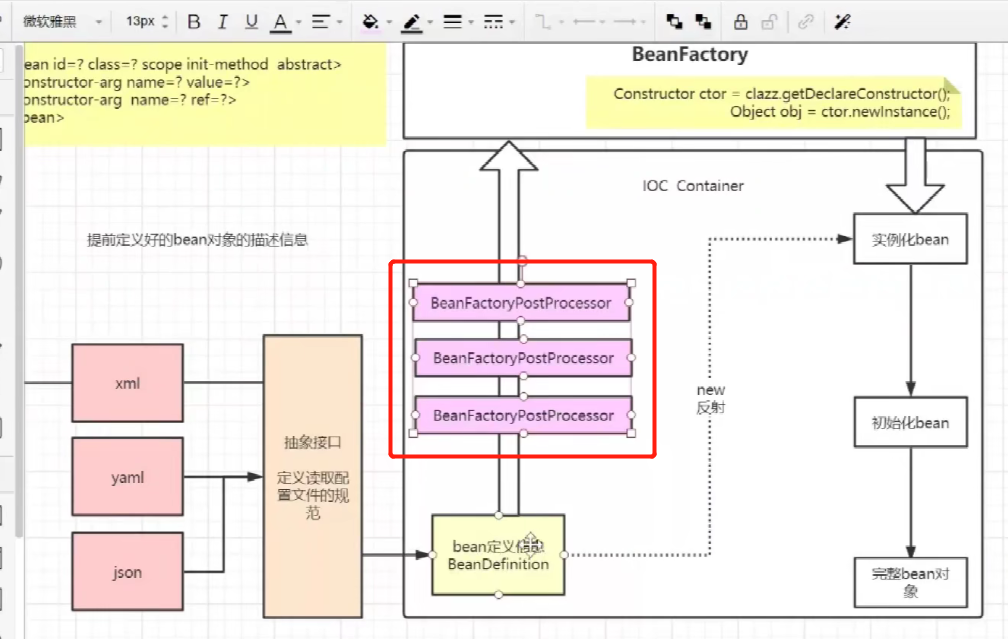 微软雅黑
13px
B
I
U
A
ean id=? class=? scope init-method abstract>
onstructor-arg name=? value=?>
onstructor-arg name=? ref=?>
bean>
BeanFactory
Constructor ctor = clazz.getDeclareConstructor();
Object obj = ctor.newInstance();
IOC Container
提前定义好的bean对象的描述信息
实例化bean
BeanFactoryPostProcessor
BeanFactoryPostProcessor
BeanFactoryPostProcessor
xml
new
反射
初始化bean
抽象接口
定义读取配
置文件的规
范
yaml
bean定义信息
BeanDefinition
json
完整bean对
象